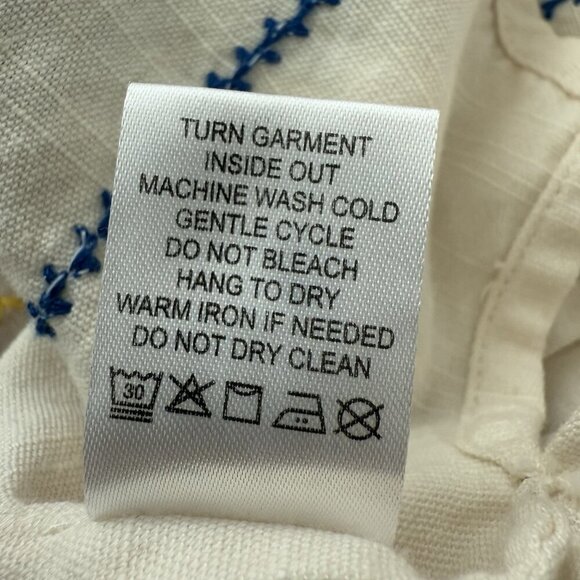 TURN GARMENT
INSIDE OUT
MACHINE WASH COLD
GENTLE CYCLE
DO NOT BLEACH
HANG TO DRY
WARM IRON IF NEEDED
DO NOT DRY CLEAN
30